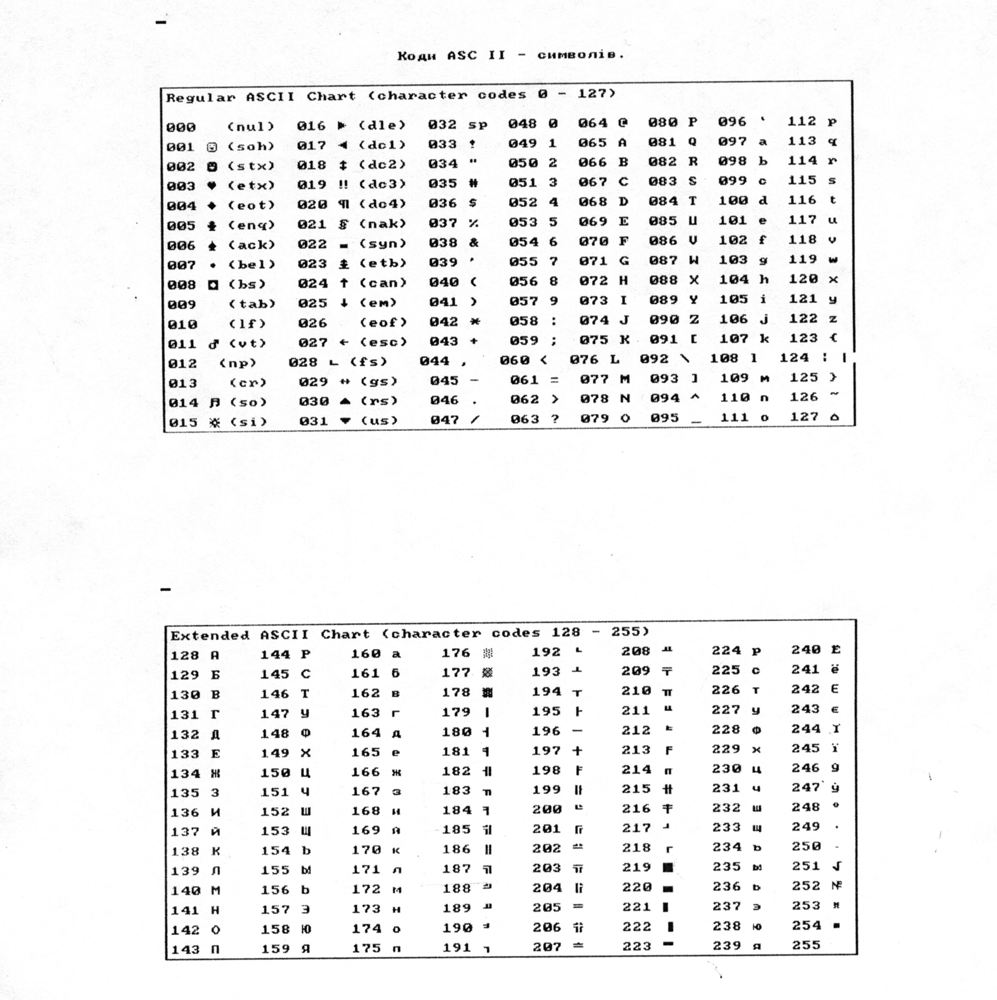 Коди ASC II - символів.
Regular ASCII Chart (character codes 0 - 127)
000 (nul) 016 ► (dle) 032 sp 048 0 064 @ 080 P 096 ` 112 p
001 ☺ (soh) 017 ◄ (dc1) 033 ! 049 1 065 A 081 Q 097 a 113 q
002 ☻ (stx) 018 ↕ (dc2) 034 " 050 2 066 B 082 R 098 b 114 r
003 ♥ (etx) 019 ‼ (dc3) 035 # 051 3 067 C 083 S 099 c 115 s
004 ♦ (eot) 020 ¶ (dc4) 036 $ 052 4 068 D 084 T 100 d 116 t
005 ♣ (enq) 021 § (nak) 037 % 053 5 069 E 085 U 101 e 117 u
006 ♠ (ack) 022 ▬ (syn) 038 & 054 6 070 F 086 V 102 f 118 v
007 • (bel) 023 ↨ (etb) 039 ' 055 7 071 G 087 W 103 g 119 w
008 ◘ (bs) 024 ↑ (can) 040 ( 056 8 072 H 088 X 104 h 120 x
009 (tab) 025 ↓ (em) 041 ) 057 9 073 I 089 Y 105 i 121 y
010 (lf) 026 (eof) 042 * 058 : 074 J 090 Z 106 j 122 z
011 ♂ (vt) 027 ← (esc) 043 + 059 ; 075 K 091 [ 107 k 123 {
012 (np) 028 ∟ (fs) 044 , 060 < 076 L 092 \ 108 l 124 ¦
013 (cr) 029 ↔ (gs) 045 - 061 = 077 M 093 ] 109 m 125 }
014 ♫ (so) 030 ▲ (rs) 046 . 062 > 078 N 094 ^ 110 n 126 ~
015 ☼ (si) 031 ▼ (us) 047 / 063 ? 079 O 095 _ 111 o 127 ⌂
Extended ASCII Chart (character codes 128 - 255)
128 А 144 Р 160 а 176 ░ 192 └ 208 ╨ 224 р 240 Ё
129 Б 145 С 161 б 177 ▒ 193 ┴ 209 ╤ 225 с 241 ё
130 В 146 Т 162 в 178 ▓ 194 ┬ 210 ╥ 226 т 242 Є
131 Г 147 У 163 г 179 │ 195 ├ 211 ╙ 227 у 243 є
132 Д 148 Ф 164 д 180 ┤ 196 ─ 212 ╘ 228 ф 244 Ї
133 Е 149 Х 165 е 181 ╡ 197 ┼ 213 ╒ 229 х 245 ї
134 Ж 150 Ц 166 ж 182 ╢ 198 ╞ 214 ╓ 230 ц 246 9
135 З 151 Ч 167 з 183 ╖ 199 ╟ 215 ╫ 231 ч 247 ў
136 И 152 Ш 168 и 184 ╕ 200 ╚ 216 ╪ 232 ш 248 °
137 Й 153 Щ 169 й 185 ╣ 201 ╔ 217 ┘ 233 щ 249 ∙
138 К 154 Ъ 170 к 186 ║ 202 ╩ 218 ┌ 234 ъ 250 ·
139 Л 155 Ы 171 л 187 ╗ 203 ╦ 219 █ 235 ы 251 √
140 М 156 Ь 172 м 188 ╝ 204 ╠ 220 ▄ 236 ь 252 №
141 Н 157 Э 173 н 189 ╜ 205 ═ 221 ▌ 237 э 253 ¤
142 О 158 Ю 174 о 190 ╛ 206 ╬ 222 ▐ 238 ю 254 ■
143 П 159 Я 175 п 191 ┐ 207 ╧ 223 ▀ 239 я 255